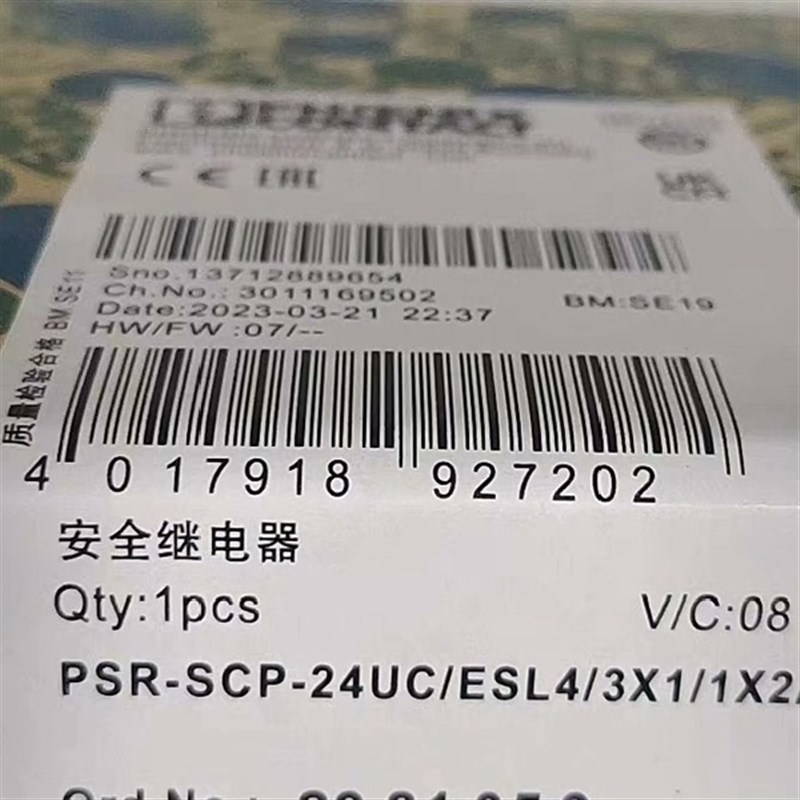 CE EAC
Sno.13712889654
Ch.No.: 3011169502
BM:SE19
Date:2023-03-21 22:37
HW/FW :07/--
质量检验合格 BM.SE11
4 017918 927202
安全继电器
Qty:1pcs
V/C:08
PSR-SCP-24UC/ESL4/3X1/1X2/